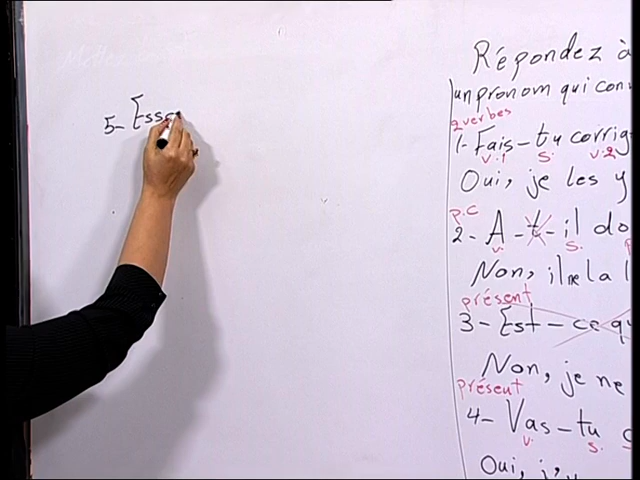 5- Essa
Répondez à
un pronom qui con
2 verbes
1- Fais-tu corrig
v.1 S. v.2
Oui, je les y
p.c
2- A-t-il do
v. S.
Non, il ne la l
présent
3- Est-ce qu
Non, je ne
présent
4- Vas-tu
v. S.
Oui, j'y